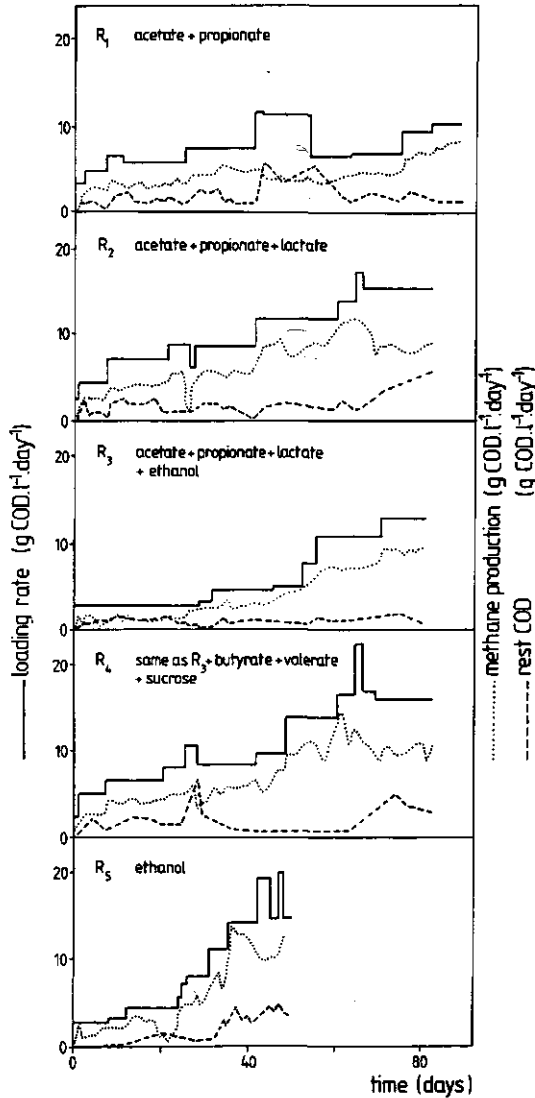 20
10
0
R₁ acetate + propionate
20
10
0
R₂ acetate + propionate + lactate
20
10
0
R₃ acetate + propionate + lactate
+ ethanol
20
10
0
R₄ same as R₃ + butyrate + valerate
+ sucrose
20
10
0
R₅ ethanol
0 40 80
time (days)
loading rate (g COD.l⁻¹.day⁻¹)
methane production (g COD.l⁻¹.day⁻¹)
rest COD (g COD.l⁻¹.day⁻¹)